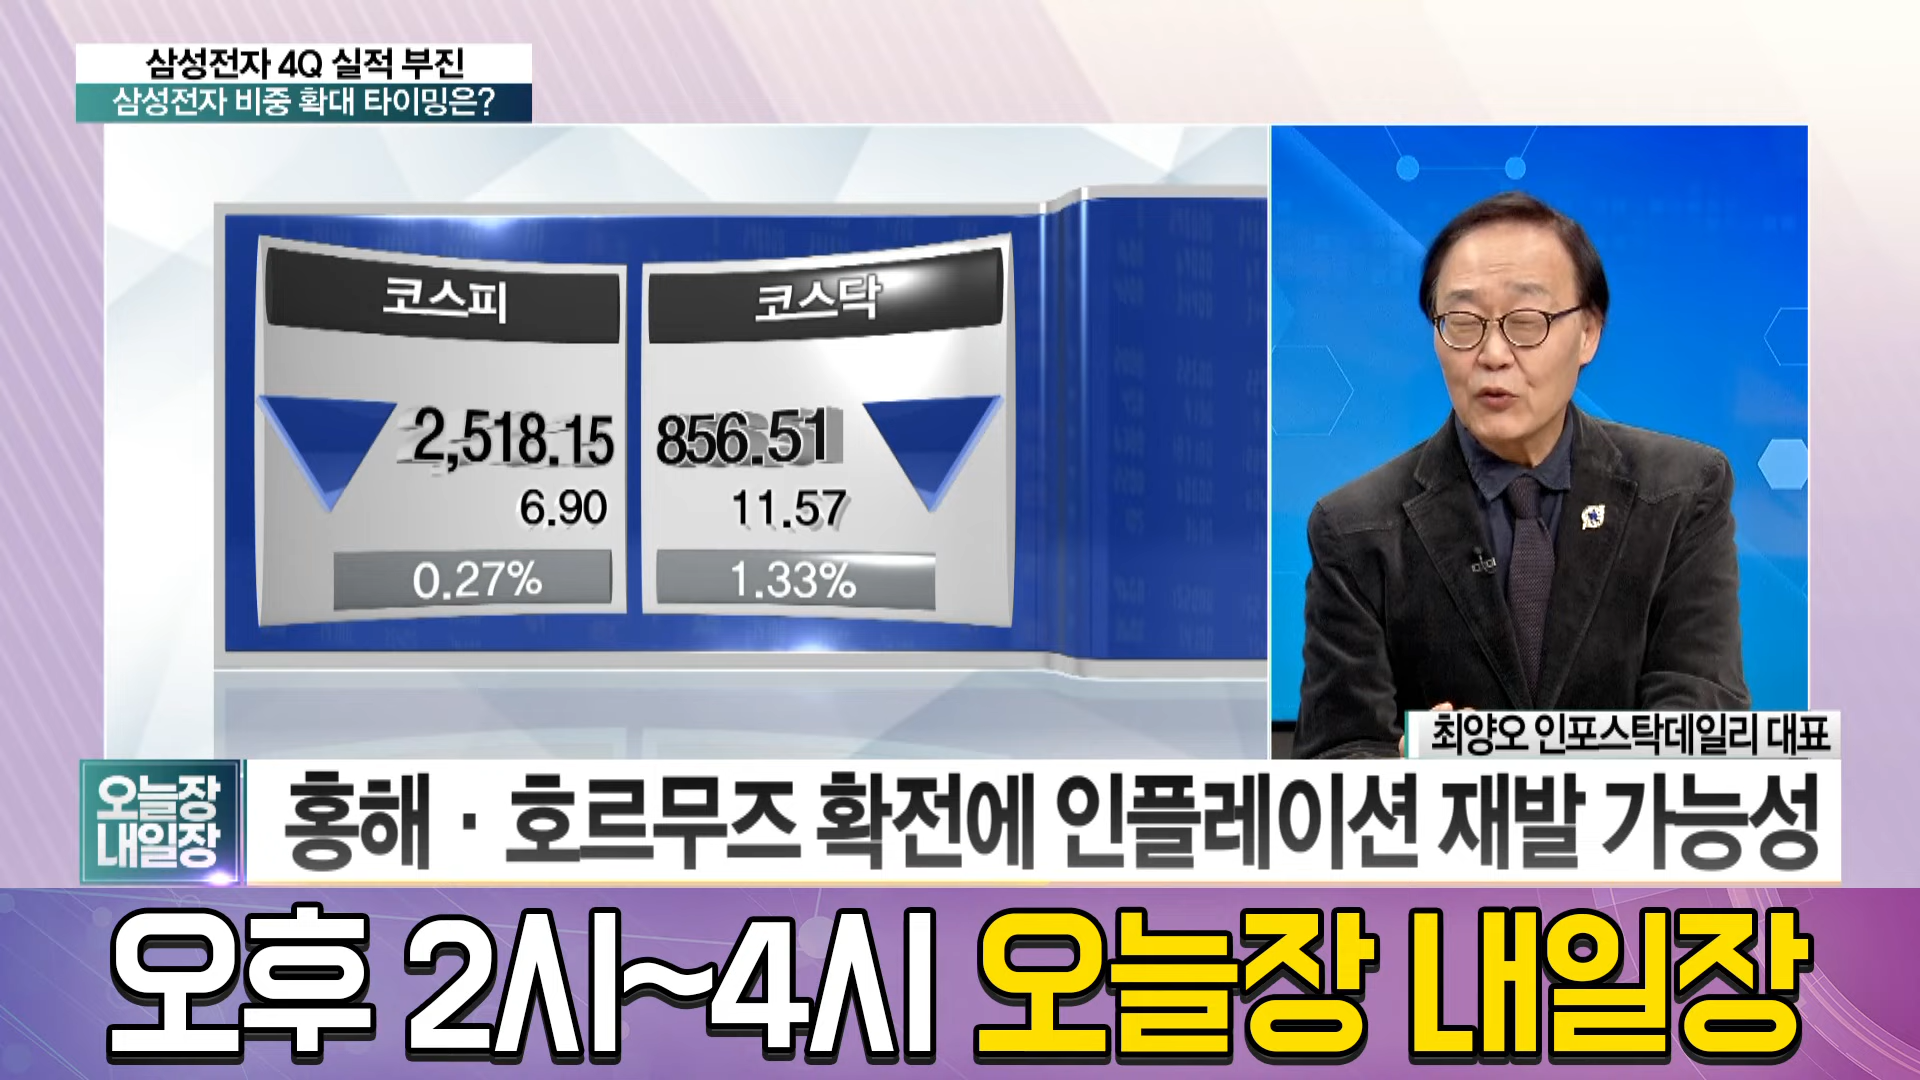 삼성전자 4Q 실적 부진
삼성전자 비중 확대 타이밍은?
코스피
2,518.15
6.90
0.27%
코스닥
856.51
11.57
1.33%
최양오 인포스탁데일리 대표
오늘장
내일장
홍해 · 호르무즈 확전에 인플레이션 재발 가능성
오후 2시~4시 오늘장 내일장